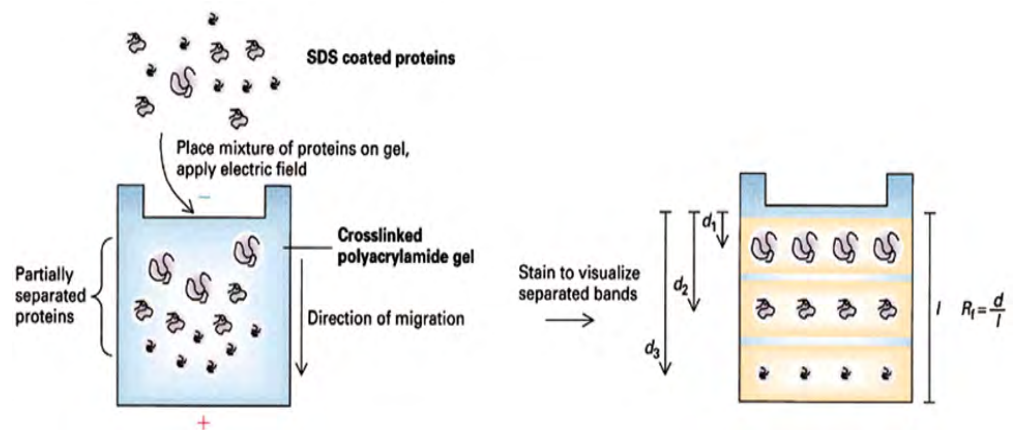 SDS coated proteins
Place mixture of proteins on gel,
apply electric field
−
Crosslinked
polyacrylamide gel
Partially
separated
proteins
Direction of migration
+
Stain to visualize
separated bands
d₁
d₂
d₃
l
Rf = d/l